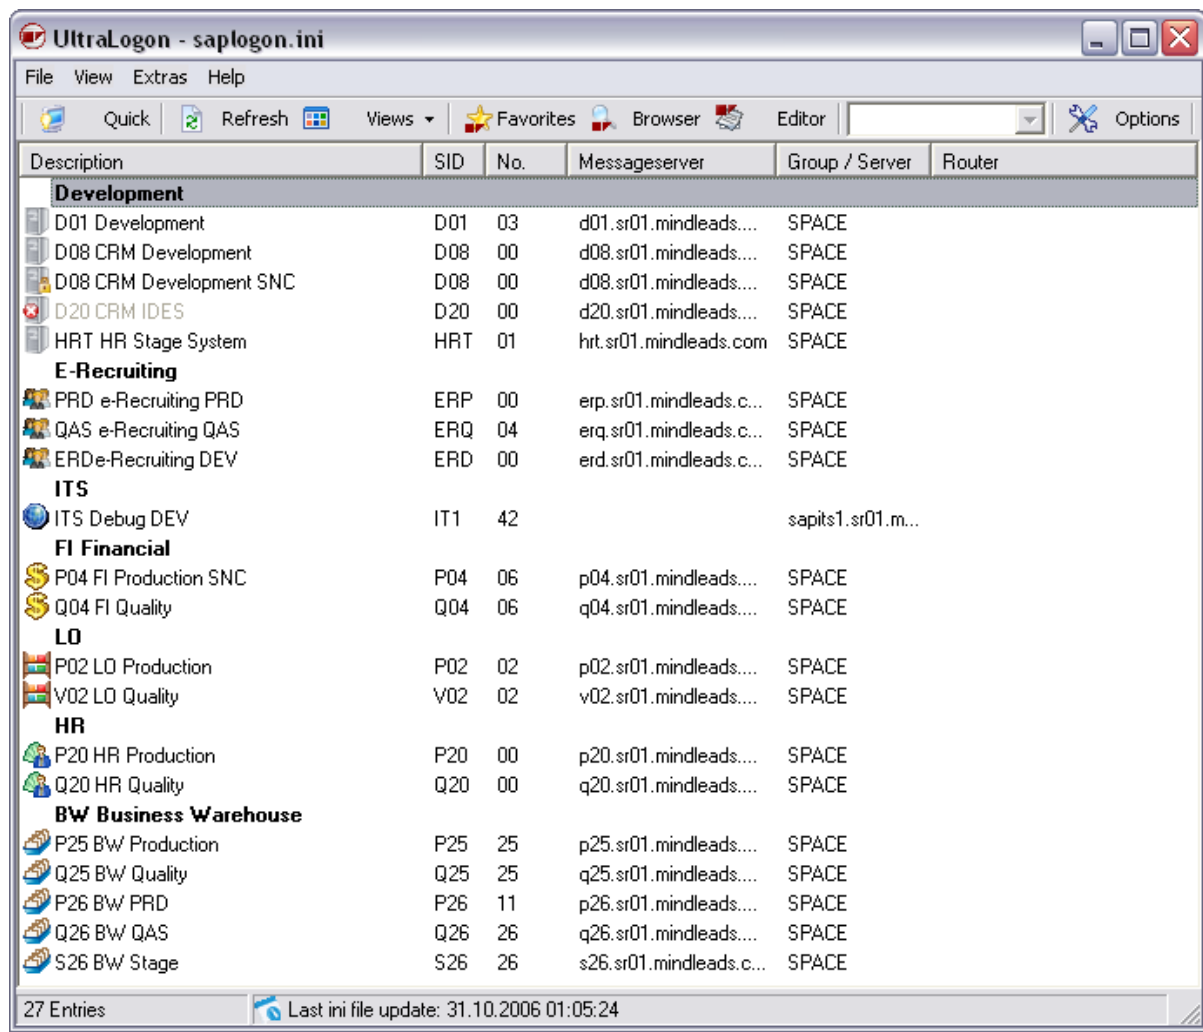 UltraLogon - saplogon.ini
File View Extras Help
Quick Refresh Views Favorites Browser Editor Options
Description SID No. Messageserver Group / Server Router
Development
D01 Development D01 03 d01.sr01.mindleads.... SPACE
D08 CRM Development D08 00 d08.sr01.mindleads.... SPACE
D08 CRM Development SNC D08 00 d08.sr01.mindleads.... SPACE
D20 CRM IDES D20 00 d20.sr01.mindleads.... SPACE
HRT HR Stage System HRT 01 hrt.sr01.mindleads.com SPACE
E-Recruiting
PRD e-Recruiting PRD ERP 00 erp.sr01.mindleads.c... SPACE
QAS e-Recruiting QAS ERQ 04 erq.sr01.mindleads.c... SPACE
ERDe-Recruiting DEV ERD 00 erd.sr01.mindleads.c... SPACE
ITS
ITS Debug DEV IT1 42 sapits1.sr01.m...
FI Financial
P04 FI Production SNC P04 06 p04.sr01.mindleads.... SPACE
Q04 FI Quality Q04 06 q04.sr01.mindleads.... SPACE
LO
P02 LO Production P02 02 p02.sr01.mindleads.... SPACE
V02 LO Quality V02 02 v02.sr01.mindleads.... SPACE
HR
P20 HR Production P20 00 p20.sr01.mindleads.... SPACE
Q20 HR Quality Q20 00 q20.sr01.mindleads.... SPACE
BW Business Warehouse
P25 BW Production P25 25 p25.sr01.mindleads.... SPACE
Q25 BW Quality Q25 25 q25.sr01.mindleads.... SPACE
P26 BW PRD P26 11 p26.sr01.mindleads.... SPACE
Q26 BW QAS Q26 26 q26.sr01.mindleads.... SPACE
S26 BW Stage S26 26 s26.sr01.mindleads.c... SPACE
27 Entries Last ini file update: 31.10.2006 01:05:24